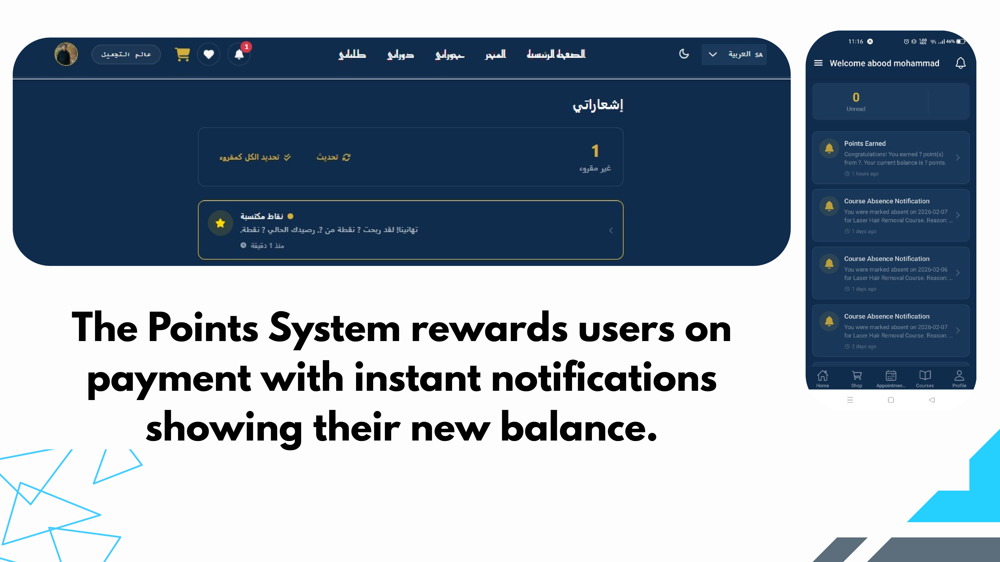 عالم التجميل
1
طلباتي
دوراتي
حجوزاتي
المتجر
الصفحة الرئيسية
العربية SA
إشعاراتي
1
غير مقروء
تحديث
تحديد الكل كمقروء
نقاط مكتسبة
تهانينا! لقد ربحت ? نقطة من ?. رصيدك الحالي ? نقطة.
منذ 1 دقيقة
11:16
1.00 KB/S
46%
Welcome abood mohammad
0
Unread
Points Earned
Congratulations! You earned ? point(s)
from ?. Your current balance is ? points.
1 hours ago
Course Absence Notification
You were marked absent on 2026-02-07
for Laser Hair Removal Course. Reason: ...
1 days ago
Course Absence Notification
You were marked absent on 2026-02-06
for Laser Hair Removal Course. Reason: ...
1 days ago
Course Absence Notification
You were marked absent on 2026-02-07
for Laser Hair Removal Course. Reason: ...
2 days ago
Home
Shop
Appointmen...
Courses
Profile
The Points System rewards users on
payment with instant notifications
showing their new balance.